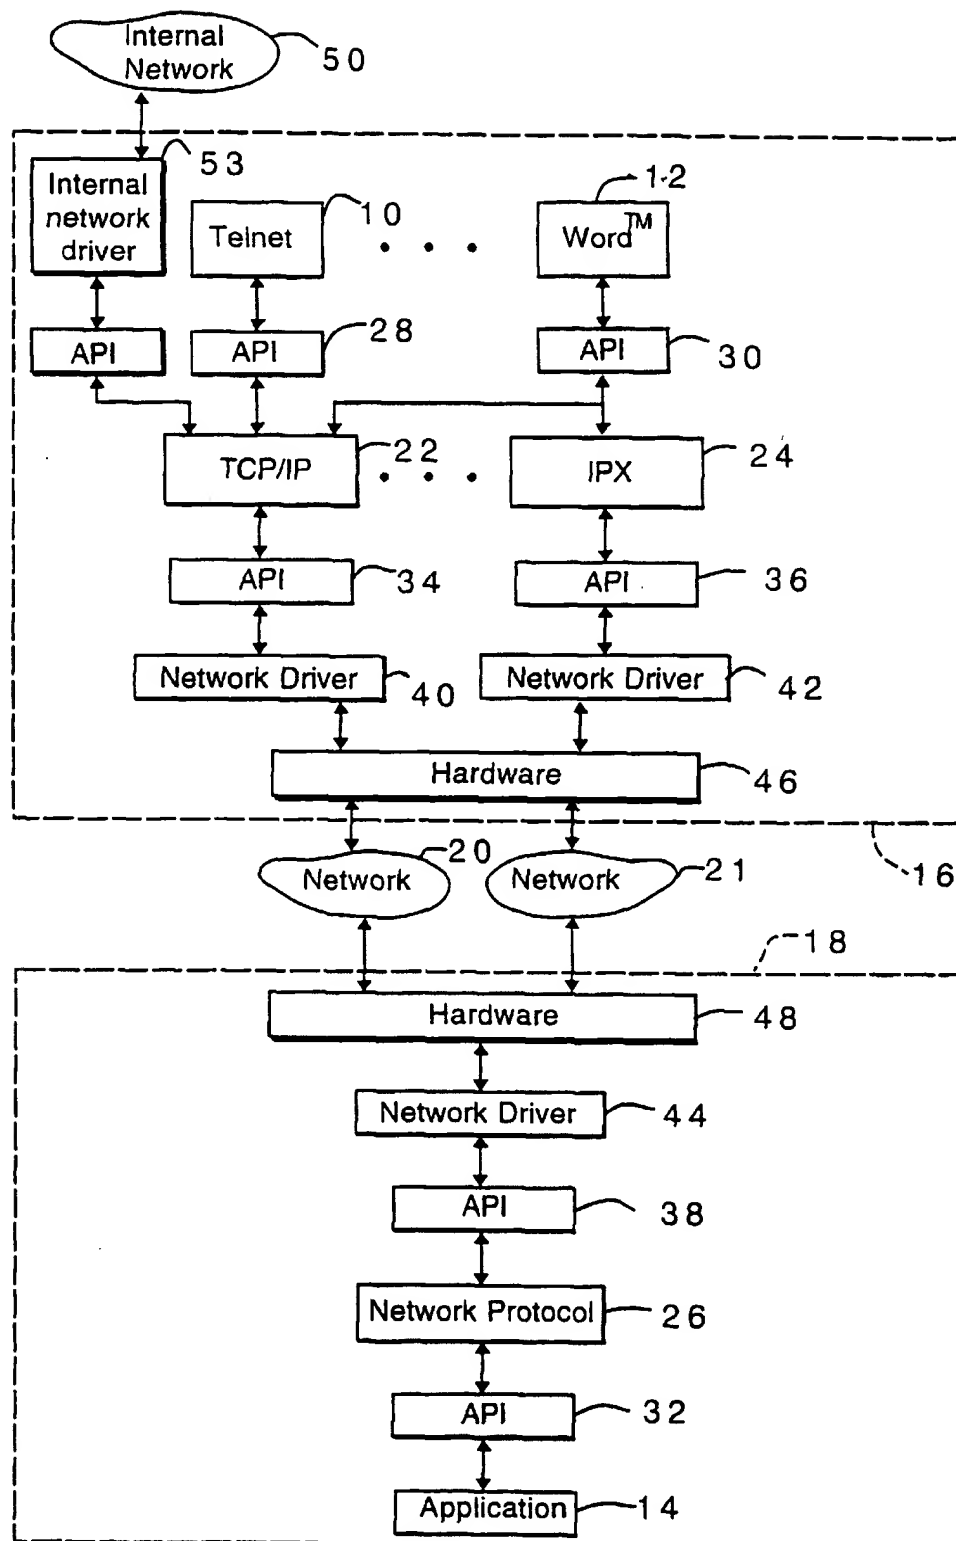 Internal
Network
50
53
Internal
network
driver
10
Telnet
12
Word™
API
28
API
API
30
22
TCP/IP
24
IPX
API
34
API
36
Network Driver
40
Network Driver
42
Hardware
46
20
Network
21
Network
16
18
Hardware
48
Network Driver
44
API
38
Network Protocol
26
API
32
Application
14